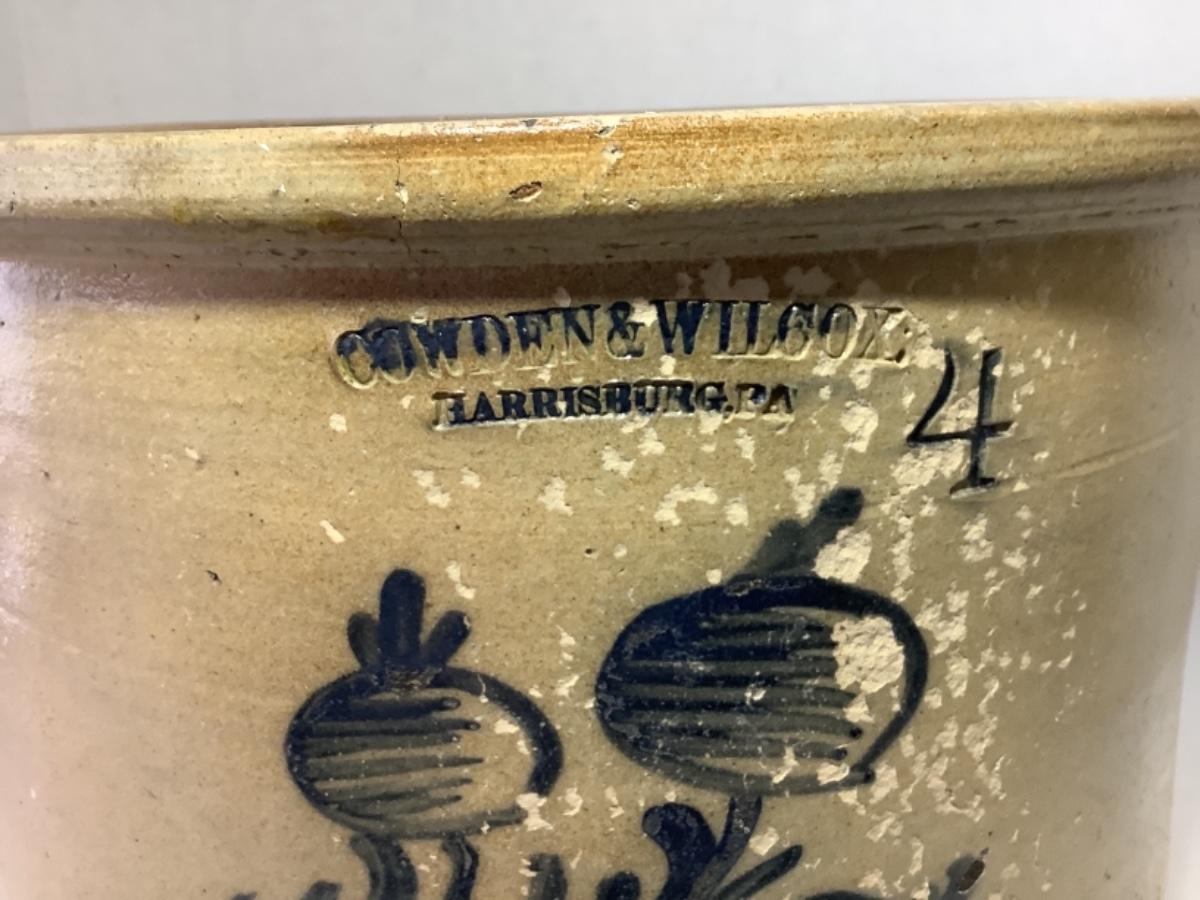 COWDEN & WILCOX
HARRISBURG, PA
4